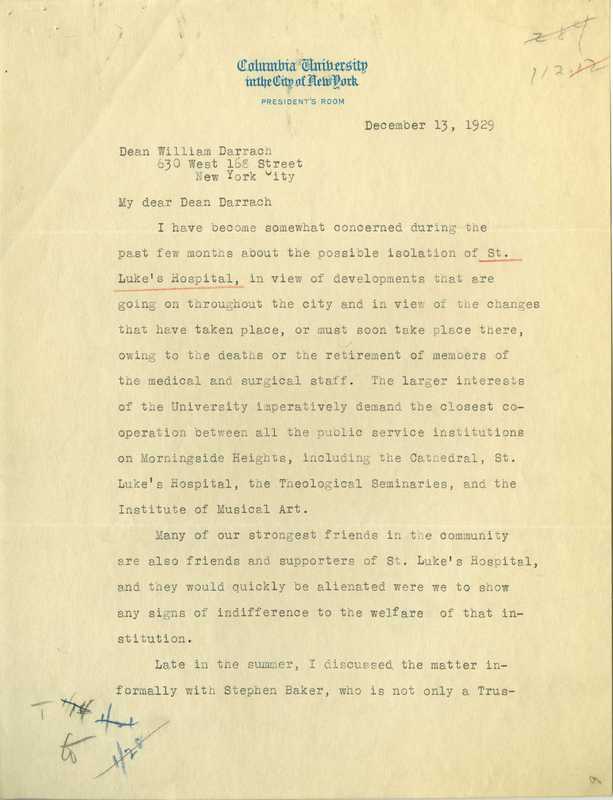 Columbia University
in the City of New York
PRESIDENT'S ROOM
December 13, 1929
Dean William Darrach
630 West 168 Street
New York City
My dear Dean Darrach
I have become somewhat concerned during the
past few months about the possible isolation of St.
Luke's Hospital, in view of developments that are
going on throughout the city and in view of the changes
that have taken place, or must soon take place there,
owing to the deaths or the retirement of members of
the medical and surgical staff. The larger interests
of the University imperatively demand the closest co-
operation between all the public service institutions
on Morningside Heights, including the Cathedral, St.
Luke's Hospital, the Theological Seminaries, and the
Institute of Musical Art.
Many of our strongest friends in the community
are also friends and supporters of St. Luke's Hospital,
and they would quickly be alienated were we to show
any signs of indifference to the welfare of that in-
stitution.
Late in the summer, I discussed the matter in-
formally with Stephen Baker, who is not only a Trus-